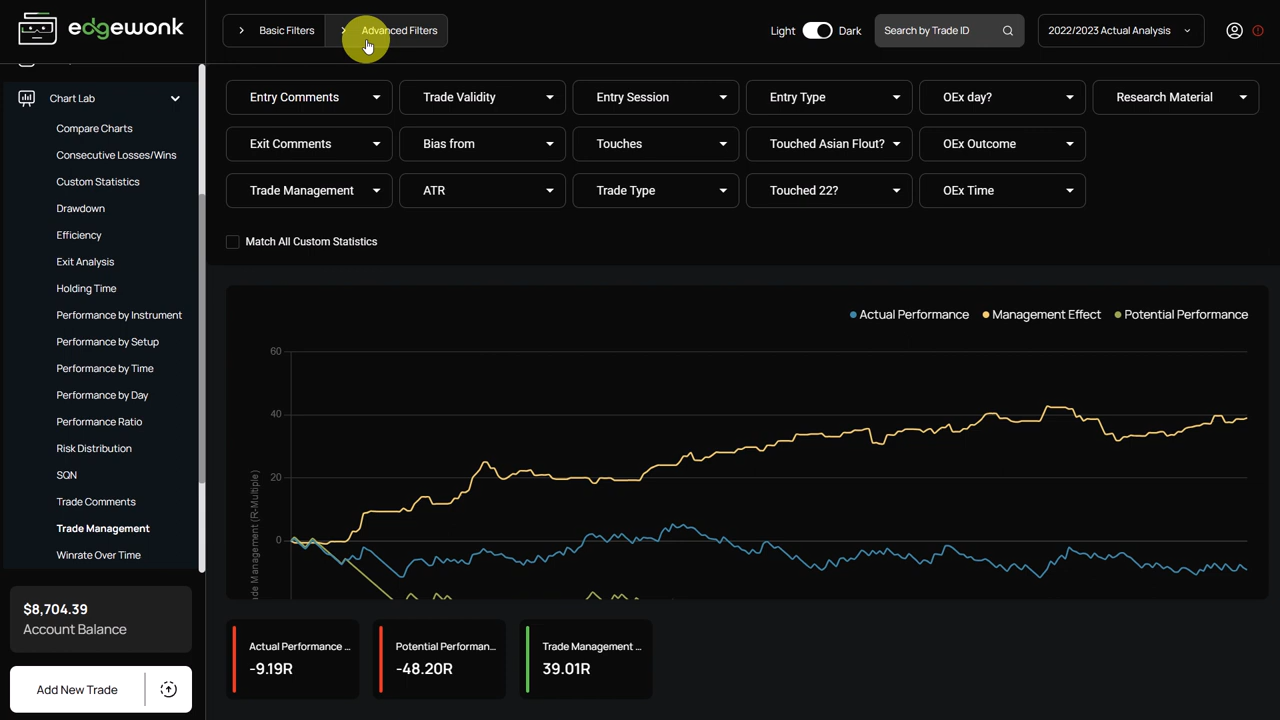 edgewonk
Basic Filters
Advanced Filters
Light
Dark
Search by Trade ID
2022/2023 Actual Analysis
Chart Lab
Compare Charts
Consecutive Losses/Wins
Custom Statistics
Drawdown
Efficiency
Exit Analysis
Holding Time
Performance by Instrument
Performance by Setup
Performance by Time
Performance by Day
Performance Ratio
Risk Distribution
SQN
Trade Comments
Trade Management
Winrate Over Time
$8,704.39
Account Balance
Add New Trade
Entry Comments
Trade Validity
Entry Session
Entry Type
OEx day?
Research Material
Exit Comments
Bias from
Touches
Touched Asian Flout?
OEx Outcome
Trade Management
ATR
Trade Type
Touched 22?
OEx Time
Match All Custom Statistics
Actual Performance
Management Effect
Potential Performance
60
40
20
0
Management (R-Multiple)
Actual Performance ...
-9.19R
Potential Performan...
-48.20R
Trade Management ...
39.01R